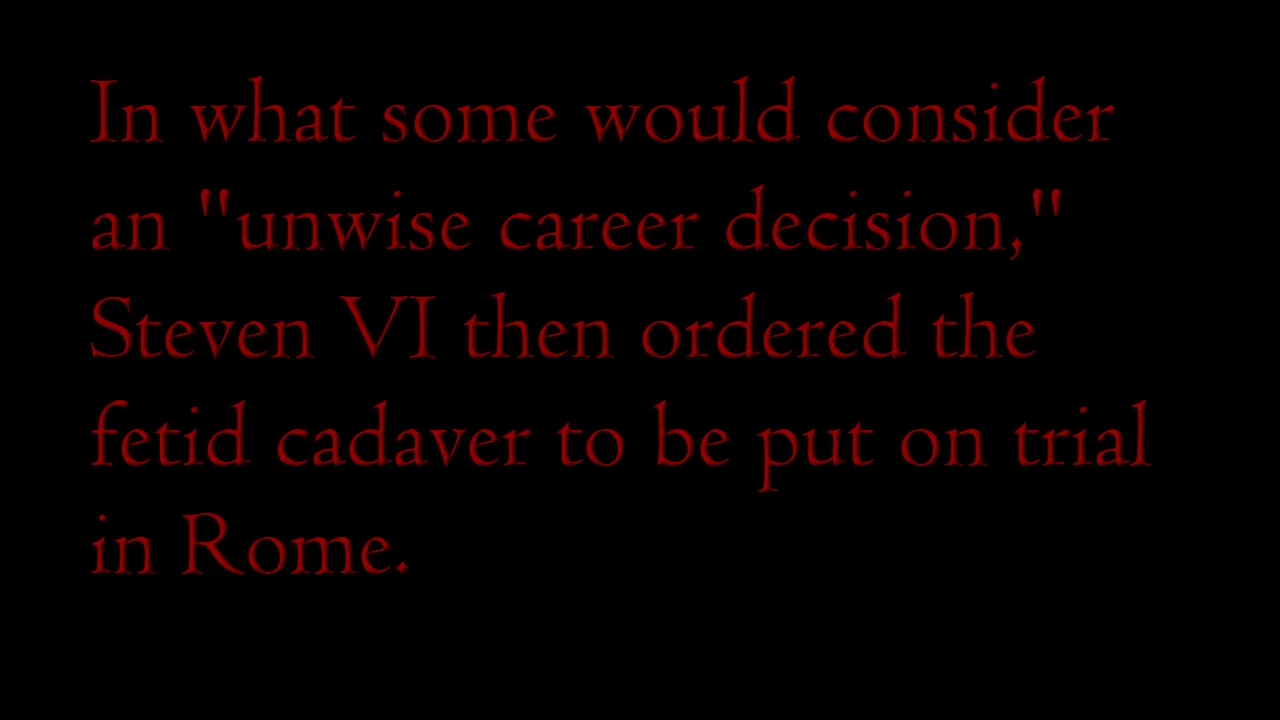 In what some would consider
an "unwise career decision,"
Steven VI then ordered the
fetid cadaver to be put on trial
in Rome.